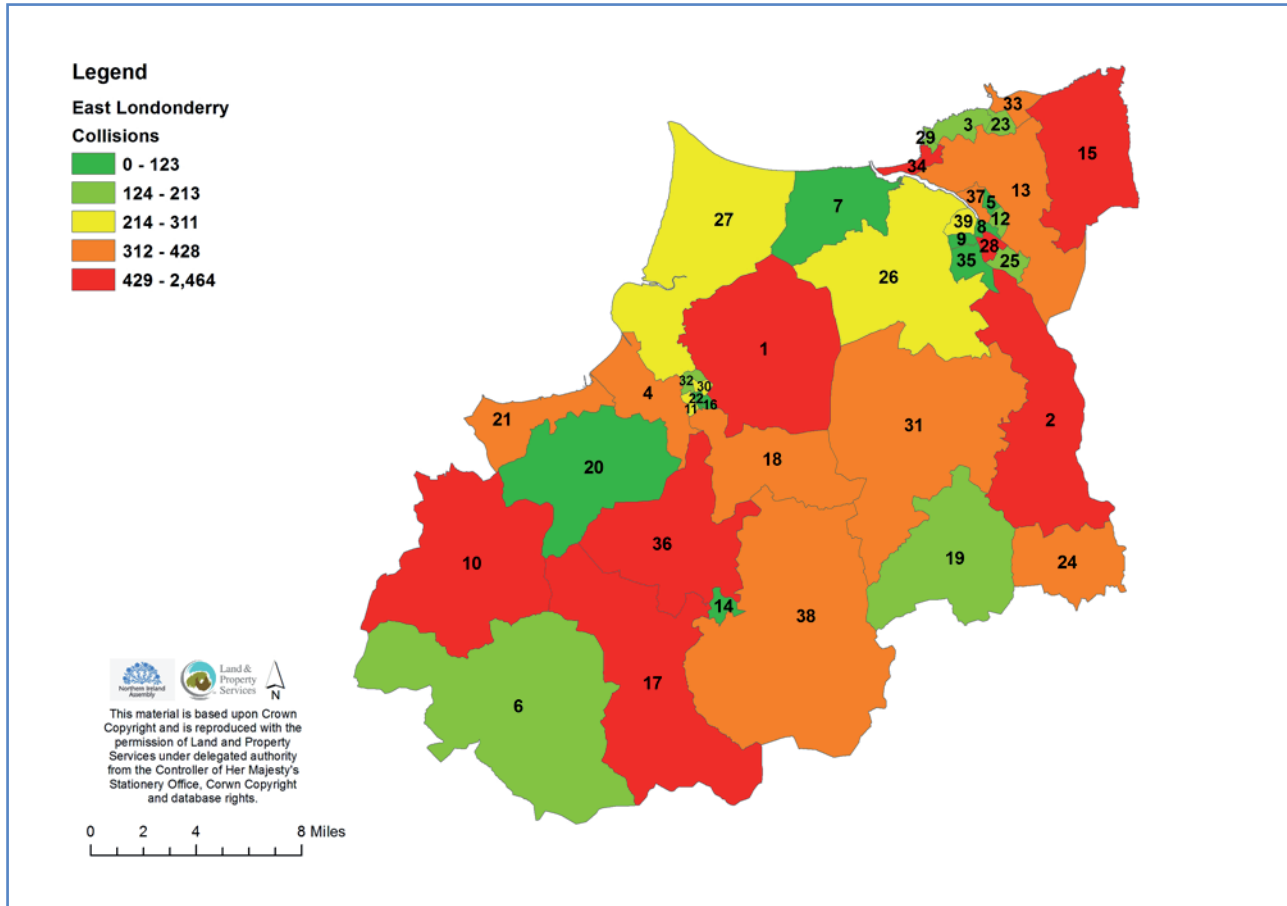 Legend
East Londonderry
Collisions
0 - 123
124 - 213
214 - 311
312 - 428
429 - 2,464
33
3
23
29
15
34
13
37
5
7
27
12
39
8
9
28
35
25
26
1
32
30
4
22
16
11
21
31
2
18
20
36
10
19
24
14
38
17
6
Northern Ireland
Assembly
Land &
Property
Services
N
This material is based upon Crown
Copyright and is reproduced with the
permission of Land and Property
Services under delegated authority
from the Controller of Her Majesty's
Stationery Office, Corwn Copyright
and database rights.
0 2 4 8 Miles